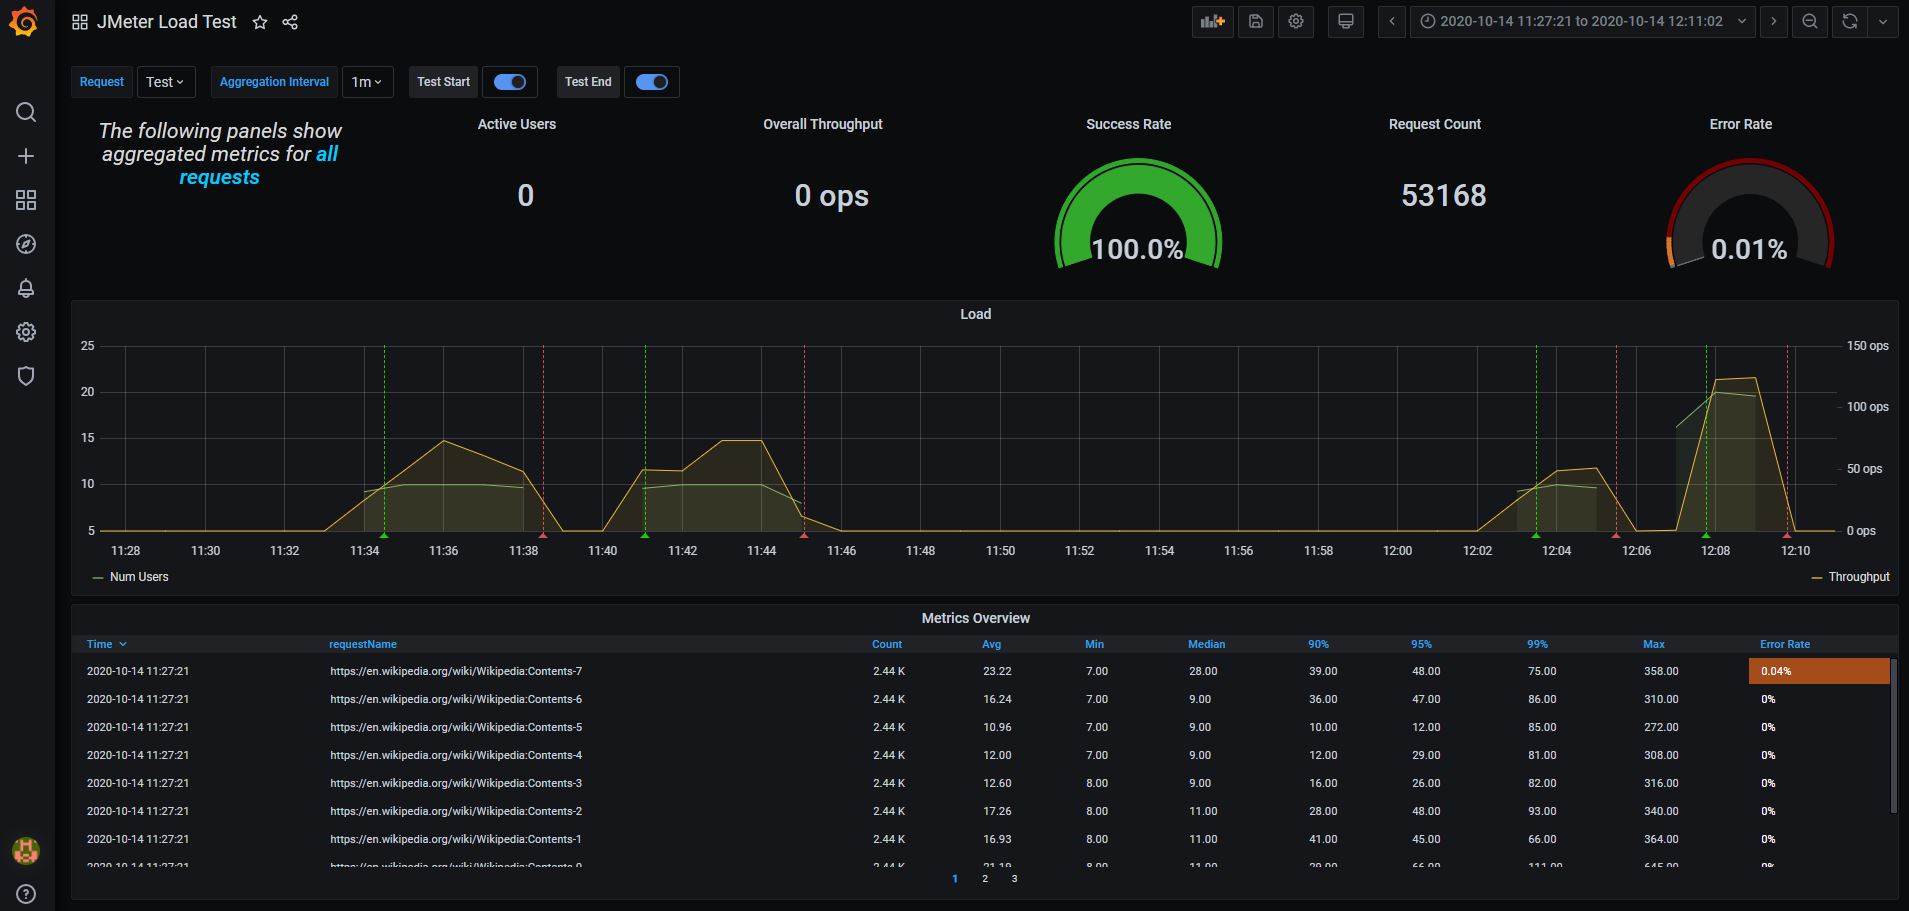 JMeter Load Test
2020-10-14 11:27:21 to 2020-10-14 12:11:02
Request Test Aggregation Interval 1m Test Start Test End
The following panels show
aggregated metrics for all
requests
Active Users
0
Overall Throughput
0 ops
Success Rate
100.0%
Request Count
53168
Error Rate
0.01%
Load
25
20
15
10
5
150 ops
100 ops
50 ops
0 ops
11:28 11:30 11:32 11:34 11:36 11:38 11:40 11:42 11:44 11:46 11:48 11:50 11:52 11:54 11:56 11:58 12:00 12:02 12:04 12:06 12:08 12:10
Num Users
Throughput
Metrics Overview
Time requestName Count Avg Min Median 90% 95% 99% Max Error Rate
2020-10-14 11:27:21 https://en.wikipedia.org/wiki/Wikipedia:Contents-7 2.44 K 23.22 7.00 28.00 39.00 48.00 75.00 358.00 0.04%
2020-10-14 11:27:21 https://en.wikipedia.org/wiki/Wikipedia:Contents-6 2.44 K 16.24 7.00 9.00 36.00 47.00 86.00 310.00 0%
2020-10-14 11:27:21 https://en.wikipedia.org/wiki/Wikipedia:Contents-5 2.44 K 10.96 7.00 9.00 10.00 12.00 85.00 272.00 0%
2020-10-14 11:27:21 https://en.wikipedia.org/wiki/Wikipedia:Contents-4 2.44 K 12.00 7.00 9.00 12.00 29.00 81.00 308.00 0%
2020-10-14 11:27:21 https://en.wikipedia.org/wiki/Wikipedia:Contents-3 2.44 K 12.60 8.00 9.00 16.00 26.00 82.00 316.00 0%
2020-10-14 11:27:21 https://en.wikipedia.org/wiki/Wikipedia:Contents-2 2.44 K 17.26 8.00 11.00 28.00 48.00 93.00 340.00 0%
2020-10-14 11:27:21 https://en.wikipedia.org/wiki/Wikipedia:Contents-1 2.44 K 16.93 8.00 11.00 41.00 45.00 66.00 364.00 0%
2020-10-14 11:27:21 2.44 K 8.00 11.00 0%
1 2 3